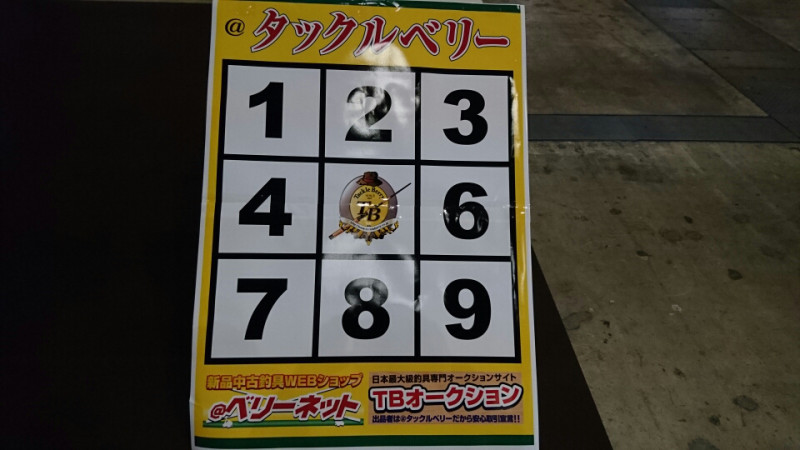 @タックルベリー
1 2 3
4
Tackle Berry
TB
6
7 8 9
新品中古釣具WEBショップ
@ベリーネット
日本最大級釣具専門オークションサイト
TBオークション
出品者は@タックルベリーだから安心取引宣言!!